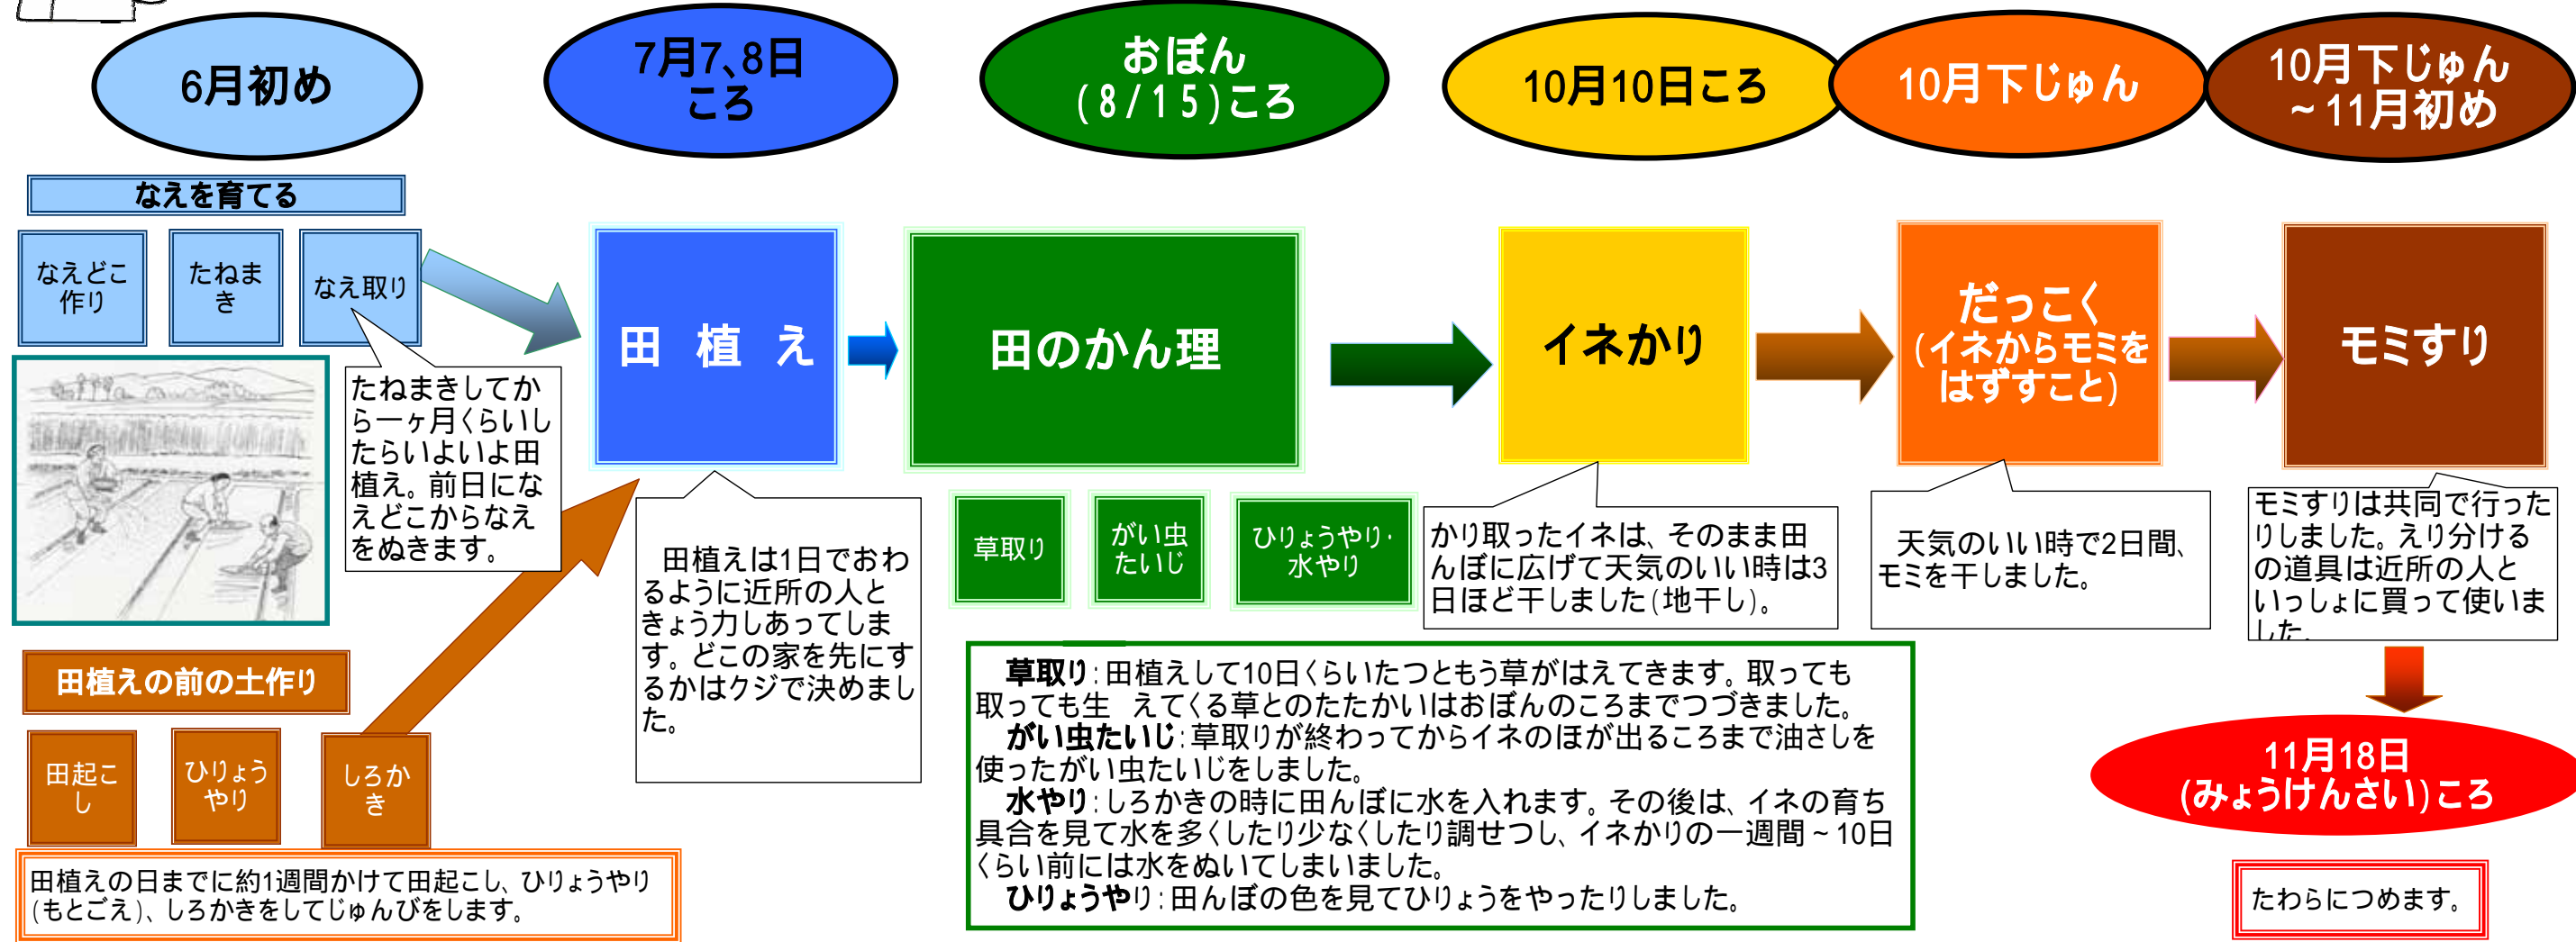 6月初め
7月7、8日
ころ
おぼん
(8/15)ころ
10月10日ころ
10月下じゅん
10月下じゅん
~11月初め
なえを育てる
なえどこ
作り
たねま
き
なえ取り
たねまきしてか
ら一ヶ月くらいし
たらいよいよ田
植え。前日にな
えどこからなえ
をぬきます。
田植えの前の土作り
田起こ
し
ひりょう
やり
しろか
き
田植えの日までに約1週間かけて田起こし、ひりょうやり
(もとごえ)、しろかきをしてじゅんびをします。
田 植 え
田植えは1日でおわ
るように近所の人と
きょう力しあってしま
す。どこの家を先にす
るかはクジで決めまし
た。
田のかん理
草取り
がい虫
たいじ
ひりょうやり・
水やり
草取り:田植えして10日くらいたつともう草がはえてきます。取っても
取っても生 えてくる草とのたたかいはおぼんのころまでつづきました。
がい虫たいじ:草取りが終わってからイネのほが出るころまで油さしを
使ったがい虫たいじをしました。
水やり:しろかきの時に田んぼに水を入れます。その後は、イネの育ち
具合を見て水を多くしたり少なくしたり調せつし、イネかりの一週間~10日
くらい前には水をぬいてしまいました。
ひりょうやり:田んぼの色を見てひりょうをやったりしました。
イネかり
かり取ったイネは、そのまま田
んぼに広げて天気のいい時は3
日ほど干しました(地干し)。
だっこく
(イネからモミを
はずすこと)
天気のいい時で2日間、
モミを干しました。
モミすり
モミすりは共同で行った
りしました。えり分ける
の道具は近所の人と
いっしょに買って使いま
した。
11月18日
(みょうけんさい)ころ
たわらにつめます。